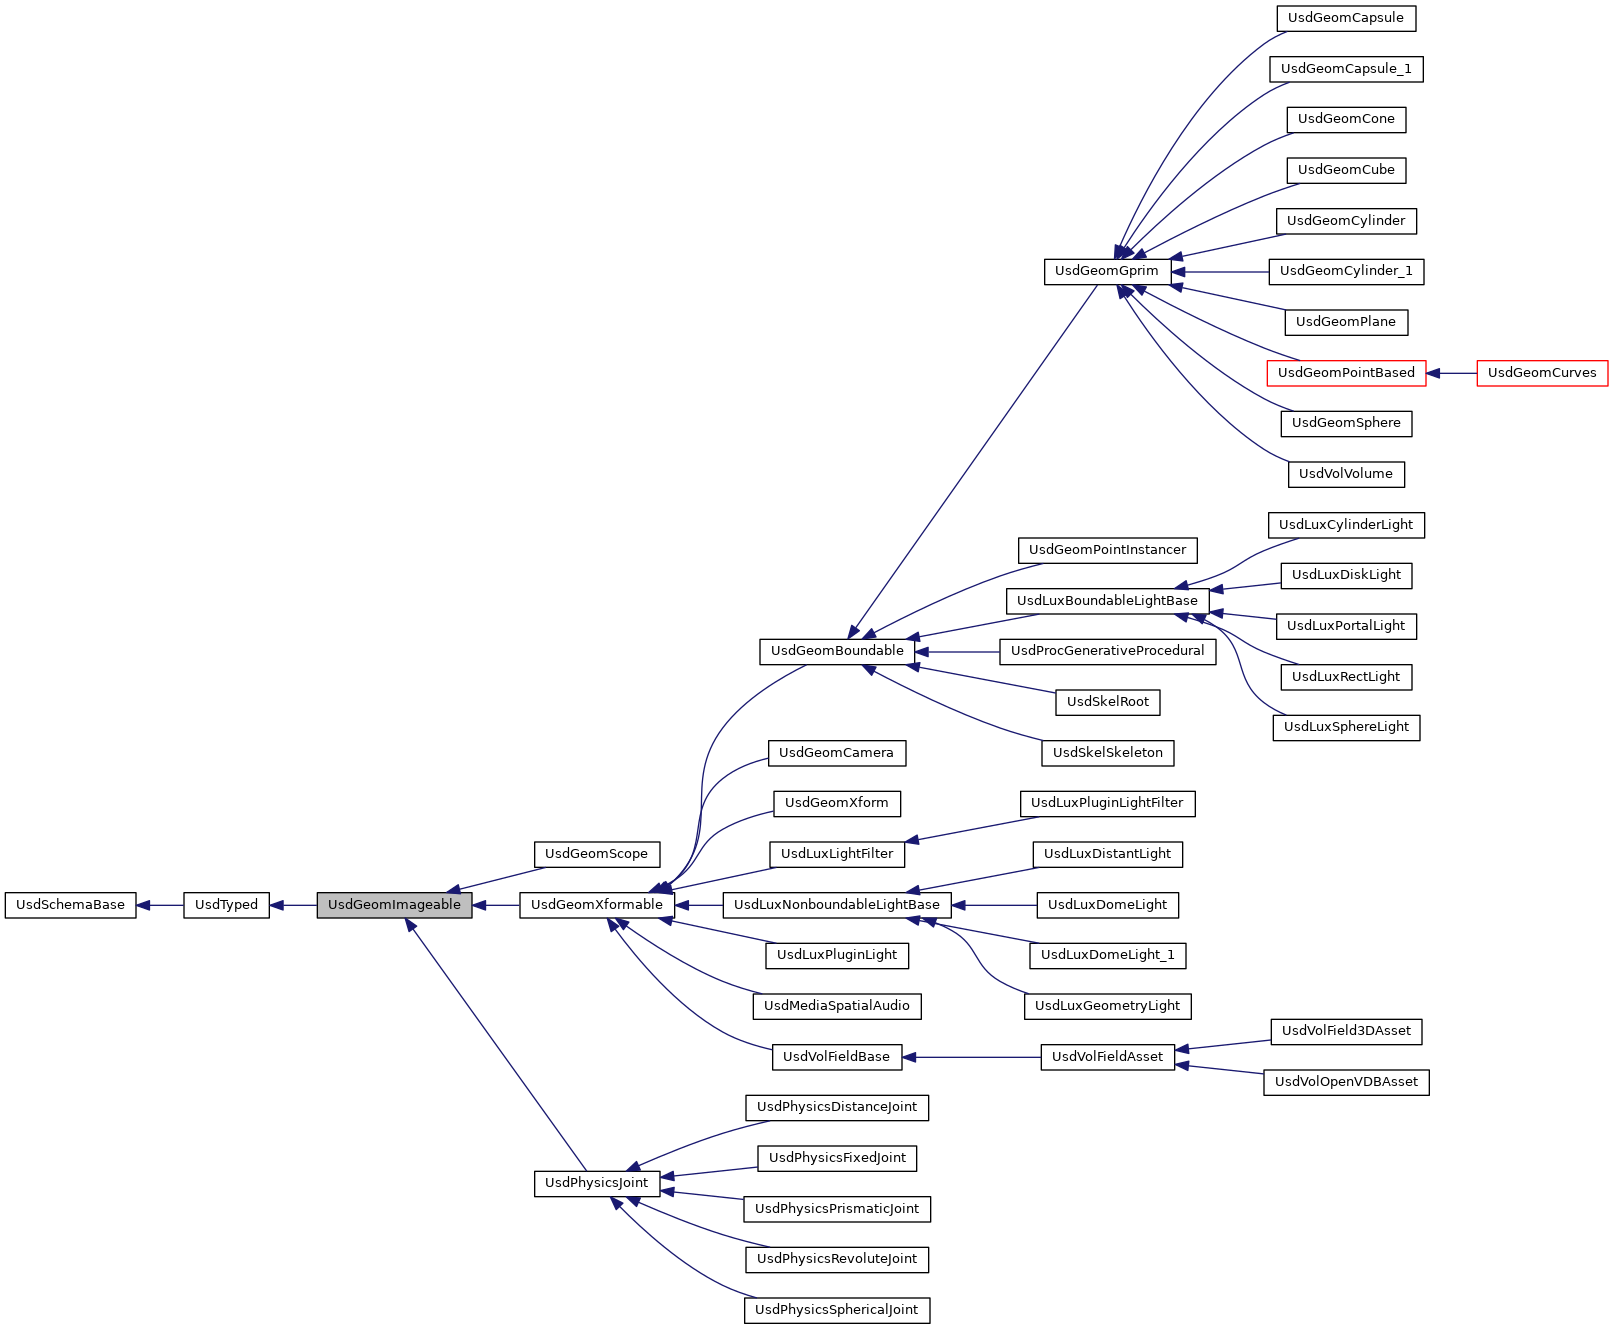 UsdGeomCapsule
UsdGeomCapsule_1
UsdGeomCone
UsdGeomCube
UsdGeomCylinder
UsdGeomGprim
UsdGeomCylinder_1
UsdGeomPlane
UsdGeomPointBased
UsdGeomCurves
UsdGeomSphere
UsdVolVolume
UsdLuxCylinderLight
UsdGeomPointInstancer
UsdLuxDiskLight
UsdLuxBoundableLightBase
UsdLuxPortalLight
UsdGeomBoundable
UsdProcGenerativeProcedural
UsdLuxRectLight
UsdSkelRoot
UsdLuxSphereLight
UsdGeomCamera
UsdSkelSkeleton
UsdGeomXform
UsdLuxPluginLightFilter
UsdGeomScope
UsdLuxLightFilter
UsdLuxDistantLight
UsdSchemaBase
UsdTyped
UsdGeomImageable
UsdGeomXformable
UsdLuxNonboundableLightBase
UsdLuxDomeLight
UsdLuxPluginLight
UsdLuxDomeLight_1
UsdMediaSpatialAudio
UsdLuxGeometryLight
UsdVolField3DAsset
UsdVolFieldBase
UsdVolFieldAsset
UsdVolOpenVDBAsset
UsdPhysicsDistanceJoint
UsdPhysicsFixedJoint
UsdPhysicsJoint
UsdPhysicsPrismaticJoint
UsdPhysicsRevoluteJoint
UsdPhysicsSphericalJoint